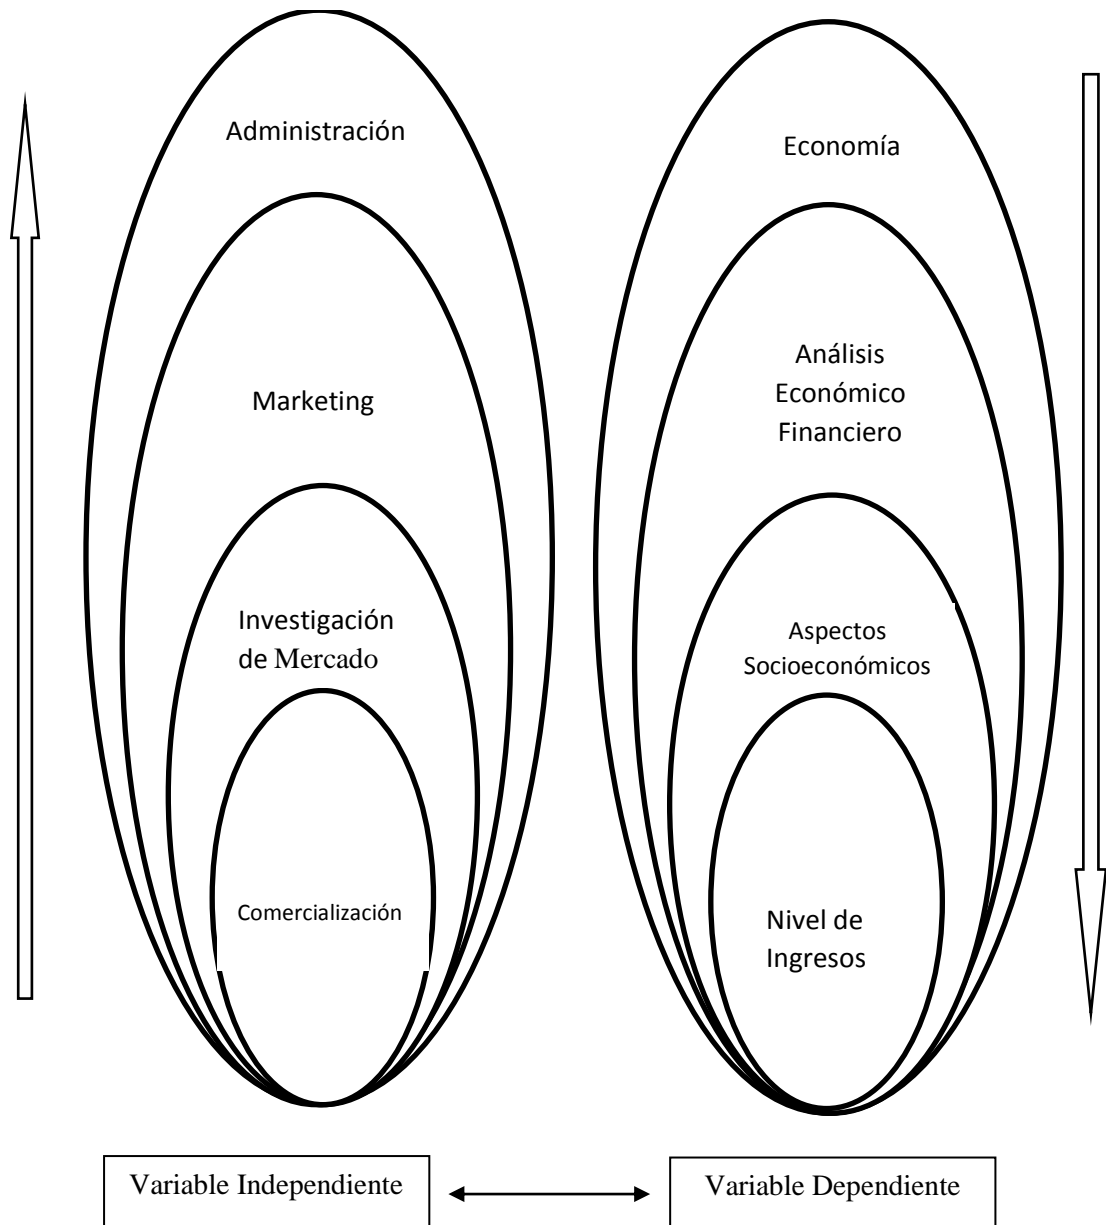 Administración
Marketing
Investigación
de Mercado
Comercialización
Economía
Análisis
Económico
Financiero
Aspectos
Socioeconómicos
Nivel de
Ingresos
Variable Independiente
Variable Dependiente